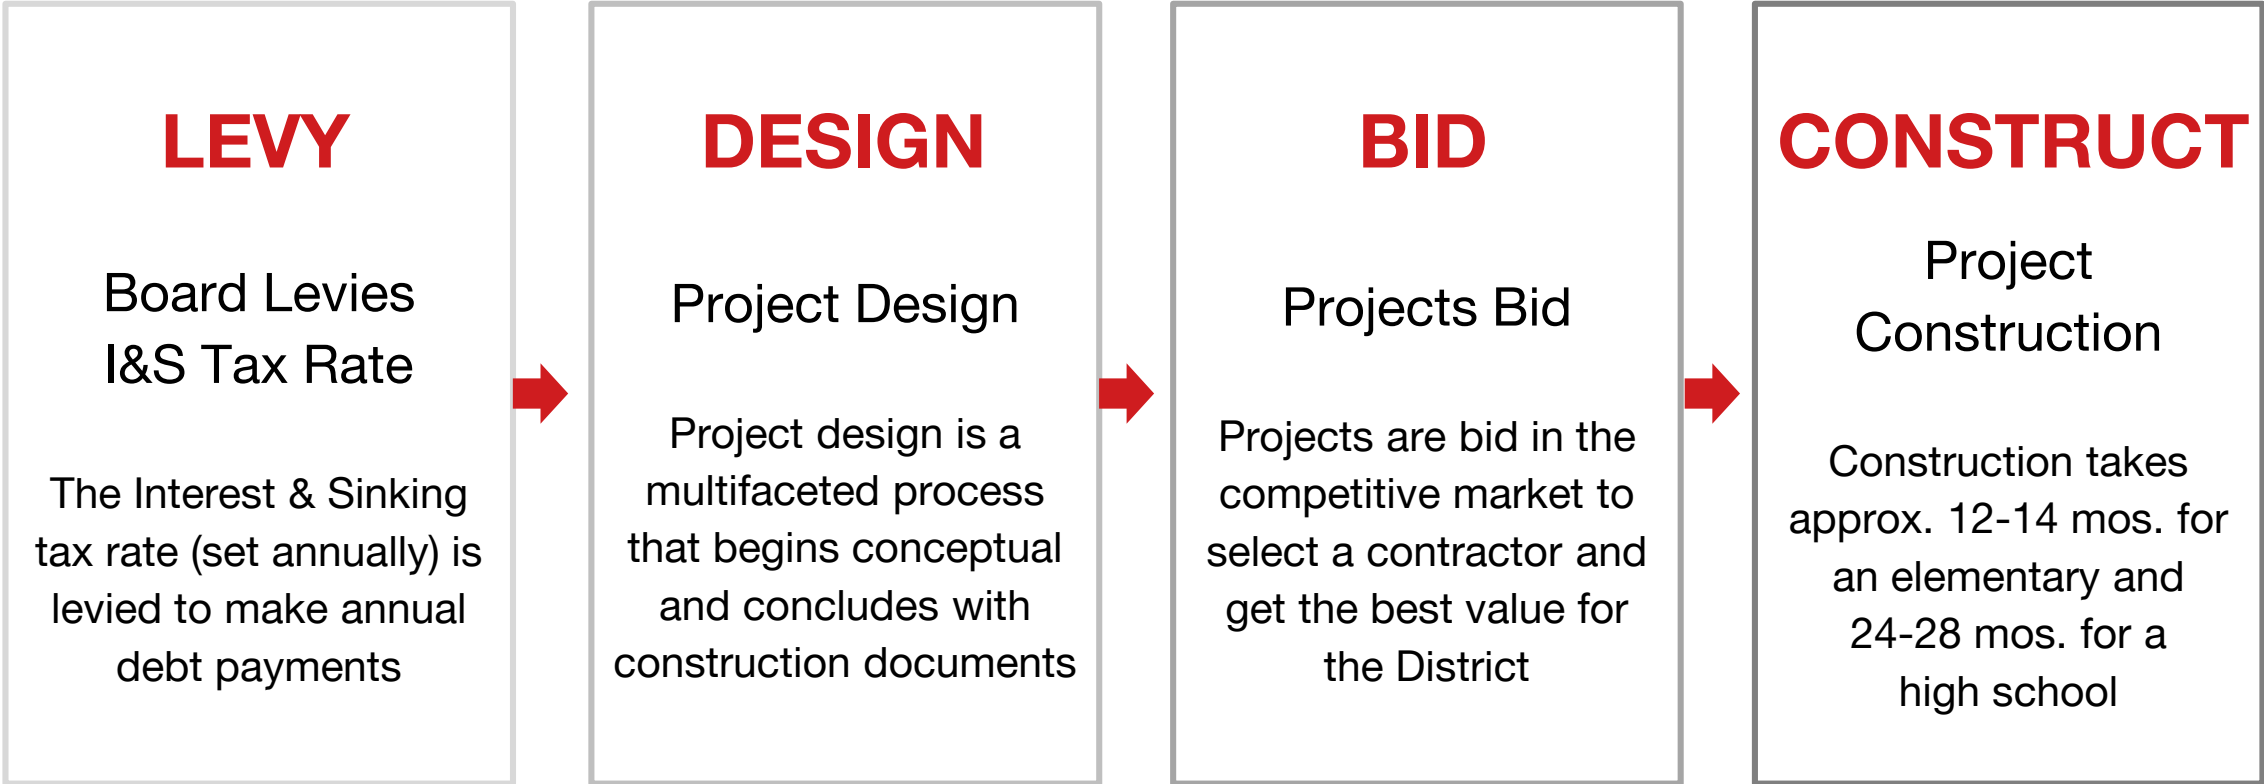 LEVY
Board Levies
I&S Tax Rate
The Interest & Sinking
tax rate (set annually) is
levied to make annual
debt payments
DESIGN
Project Design
Project design is a
multifaceted process
that begins conceptual
and concludes with
construction documents
BID
Projects Bid
Projects are bid in the
competitive market to
select a contractor and
get the best value for
the District
CONSTRUCT
Project
Construction
Construction takes
approx. 12-14 mos. for
an elementary and
24-28 mos. for a
high school